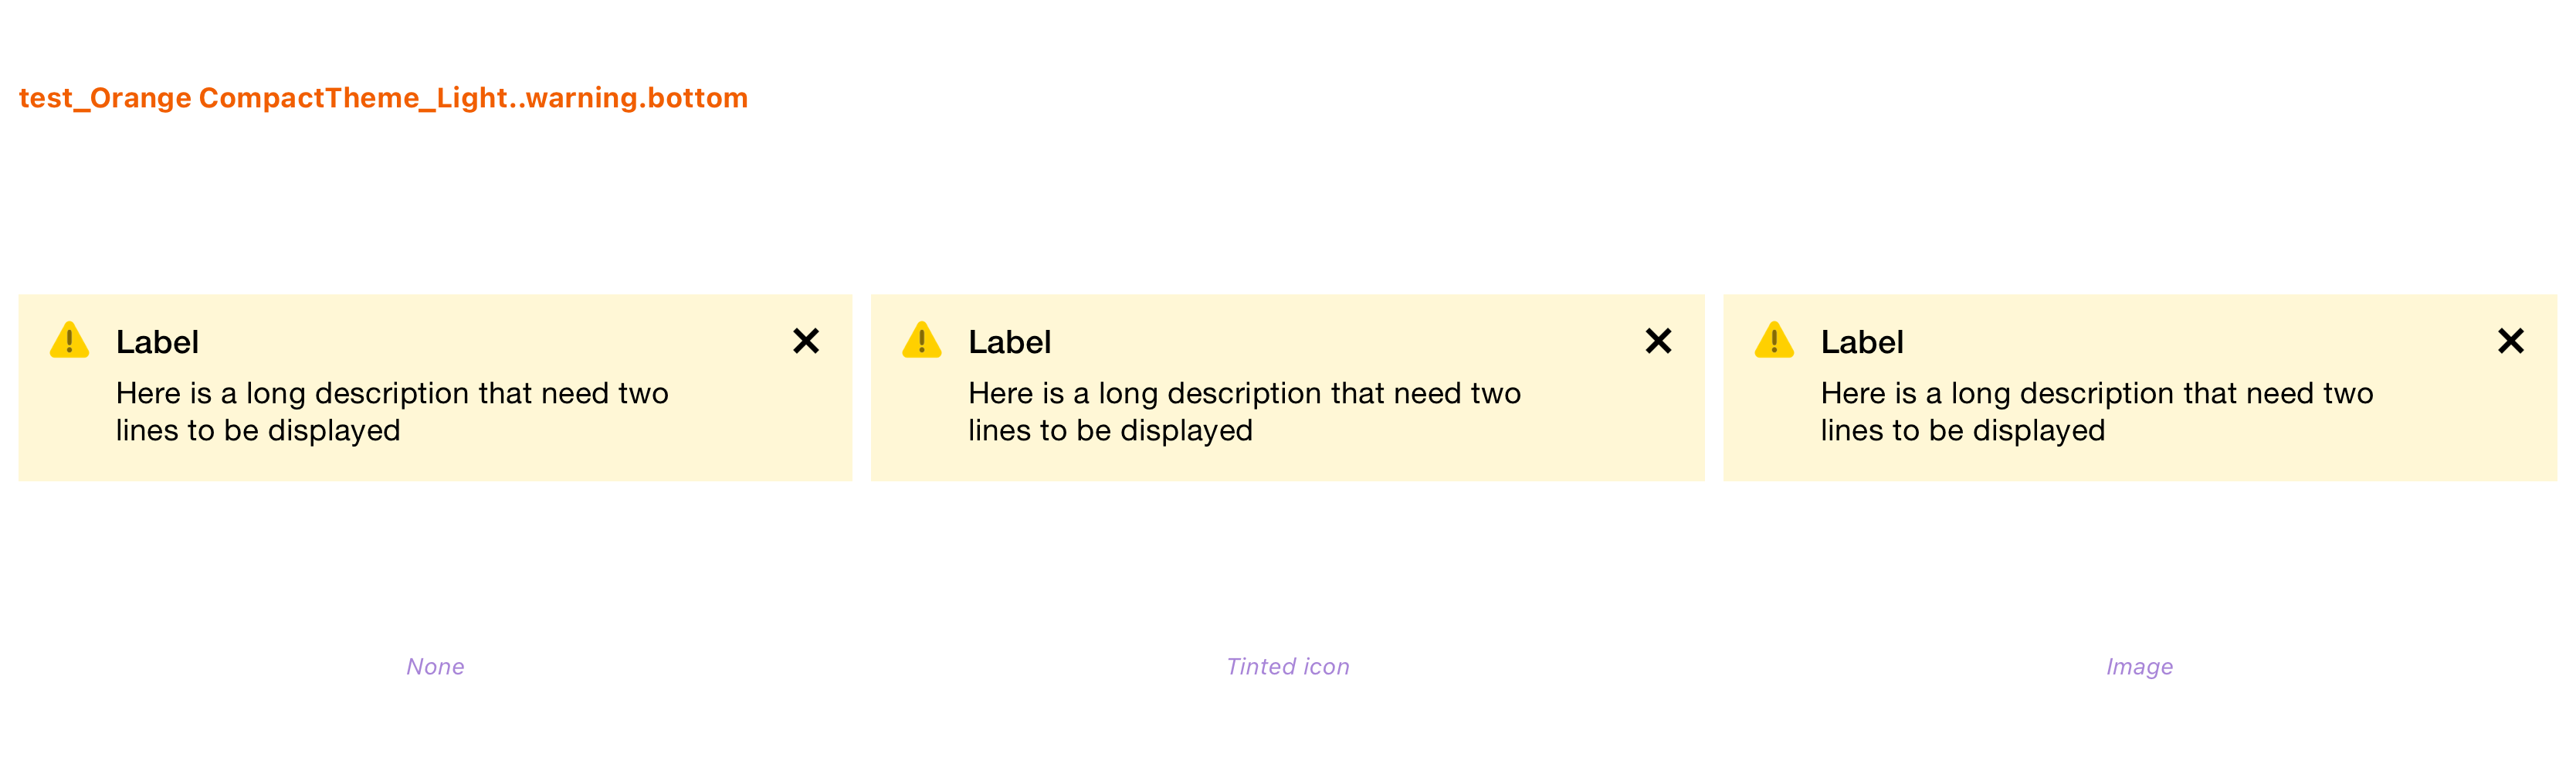 test_Orange CompactTheme_Light..warning.bottom
Label
Here is a long description that need two
lines to be displayed
Label
Here is a long description that need two
lines to be displayed
Label
Here is a long description that need two
lines to be displayed
None
Tinted icon
Image